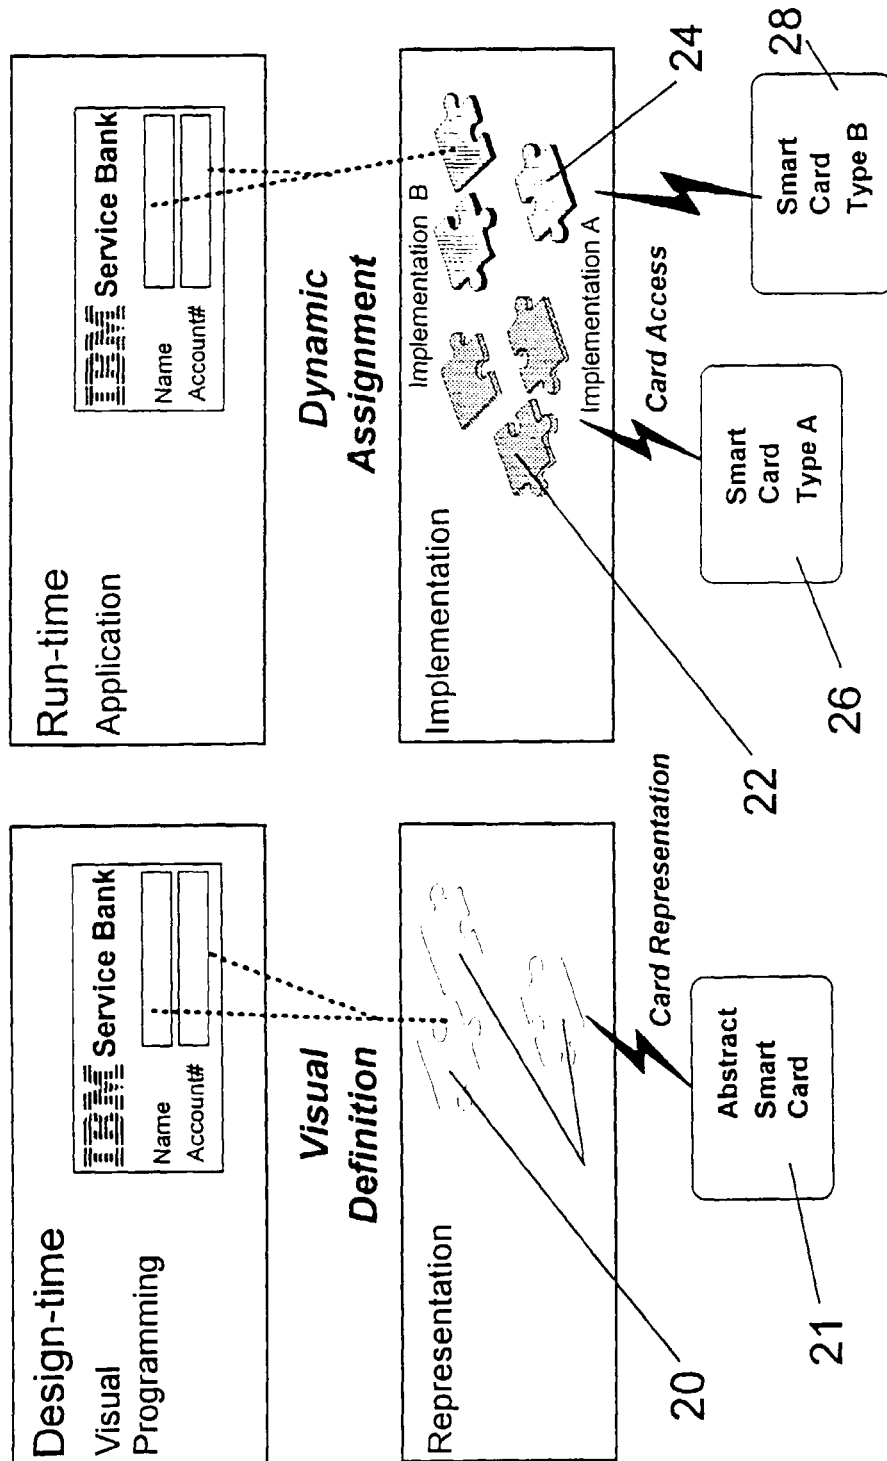 Design-time
Visual
Programming
IBM Service Bank
Name
Account#
Visual
Definition
Representation
Card Representation
Abstract
Smart
Card
20
21
Run-time
Application
IBM Service Bank
Name
Account#
Dynamic
Assignment
Implementation
Implementation B
Implementation A
Card Access
Smart
Card
Type A
Smart
Card
Type B
22
26
24
28